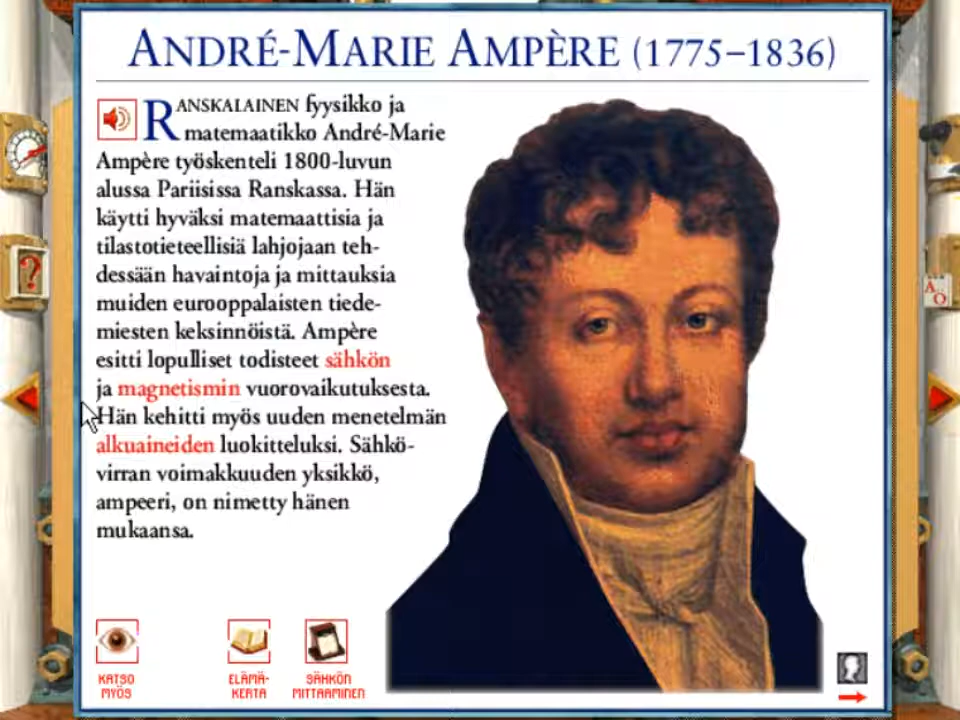 ANDRÉ-MARIE AMPÈRE (1775–1836)
RANSKALAINEN fyysikko ja
matemaatikko André-Marie
Ampère työskenteli 1800-luvun
alussa Pariisissa Ranskassa. Hän
käytti hyväksi matemaattisia ja
tilastotieteellisiä lahjojaan teh-
dessään havaintoja ja mittauksia
muiden eurooppalaisten tiede-
miesten keksinnöistä. Ampère
esitti lopulliset todisteet sähkön
ja magnetismin vuorovaikutuksesta.
Hän kehitti myös uuden menetelmän
alkuaineiden luokitteluksi. Sähkö-
virran voimakkuuden yksikkö,
ampeeri, on nimetty hänen
mukaansa.
?
A...
O
KATSO
MYÖS
ELÄMÄ-
KERTA
SÄHKÖN
MITTAAMINEN